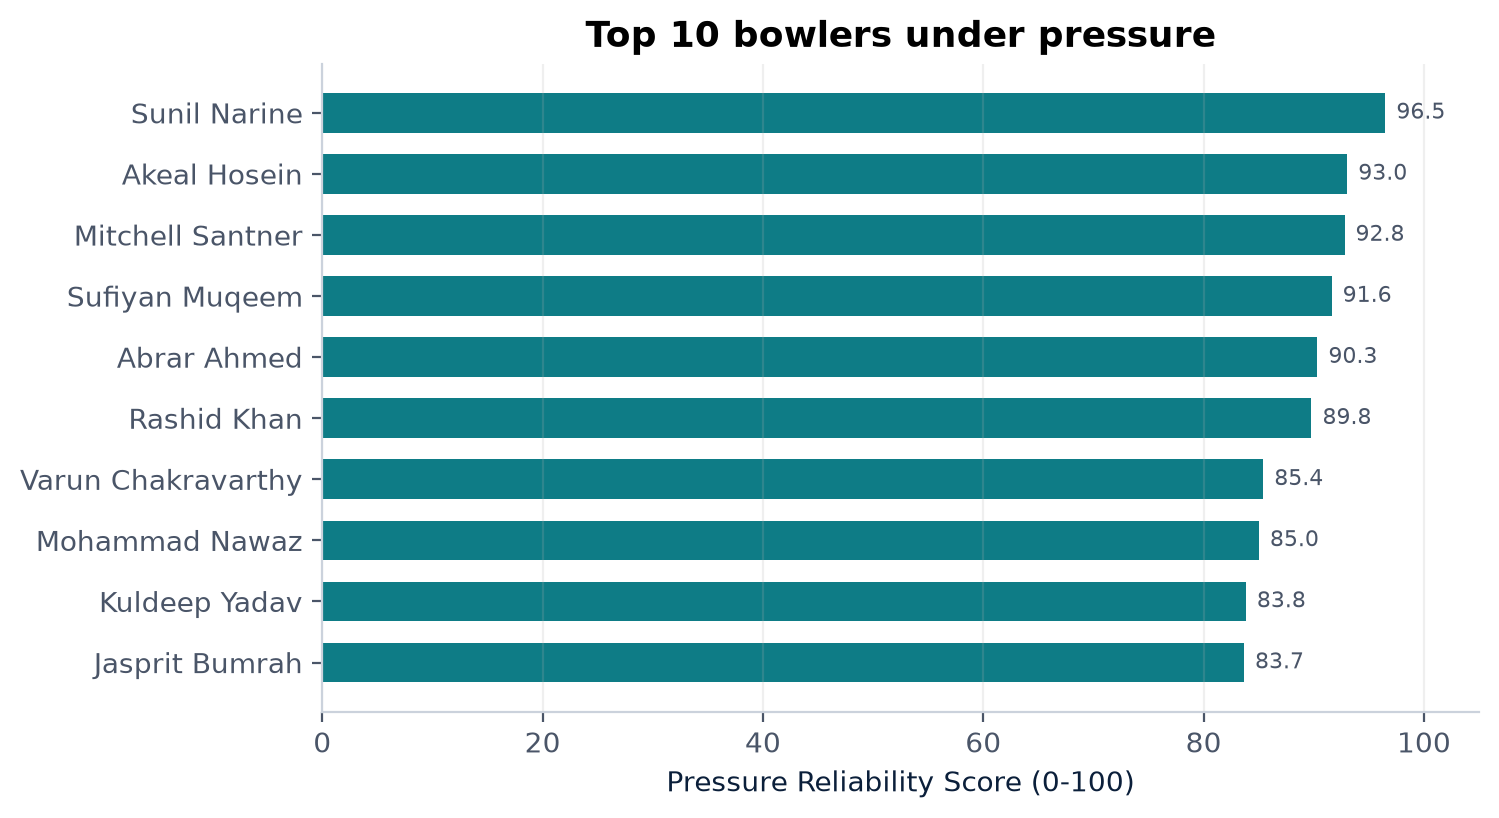 Top 10 bowlers under pressure
Sunil Narine 96.5
Akeal Hosein 93.0
Mitchell Santner 92.8
Sufiyan Muqeem 91.6
Abrar Ahmed 90.3
Rashid Khan 89.8
Varun Chakravarthy 85.4
Mohammad Nawaz 85.0
Kuldeep Yadav 83.8
Jasprit Bumrah 83.7
0 20 40 60 80 100
Pressure Reliability Score (0-100)